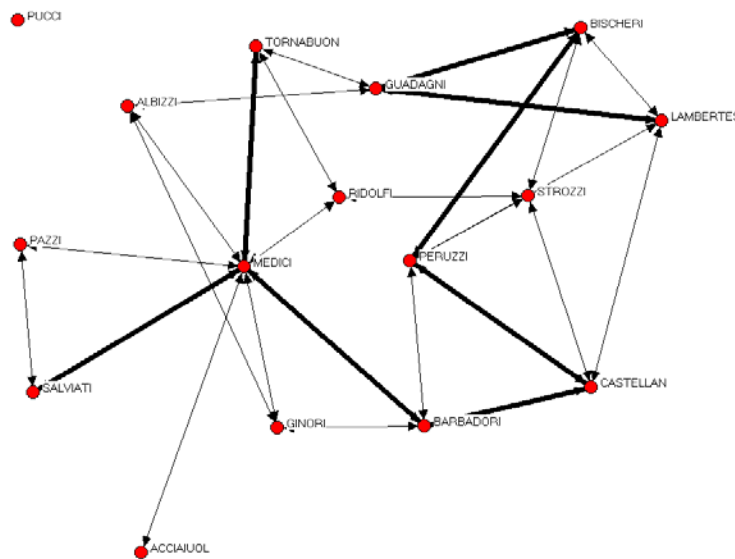 PUCCI
BISCHERI
TORNABUON
GUADAGNI
ALBIZZI
LAMBERTES
RIDOLFI
STROZZI
PAZZI
MEDICI
PERUZZI
SALVIATI
CASTELLAN
GINORI
BARBADORI
ACCIAIUOL